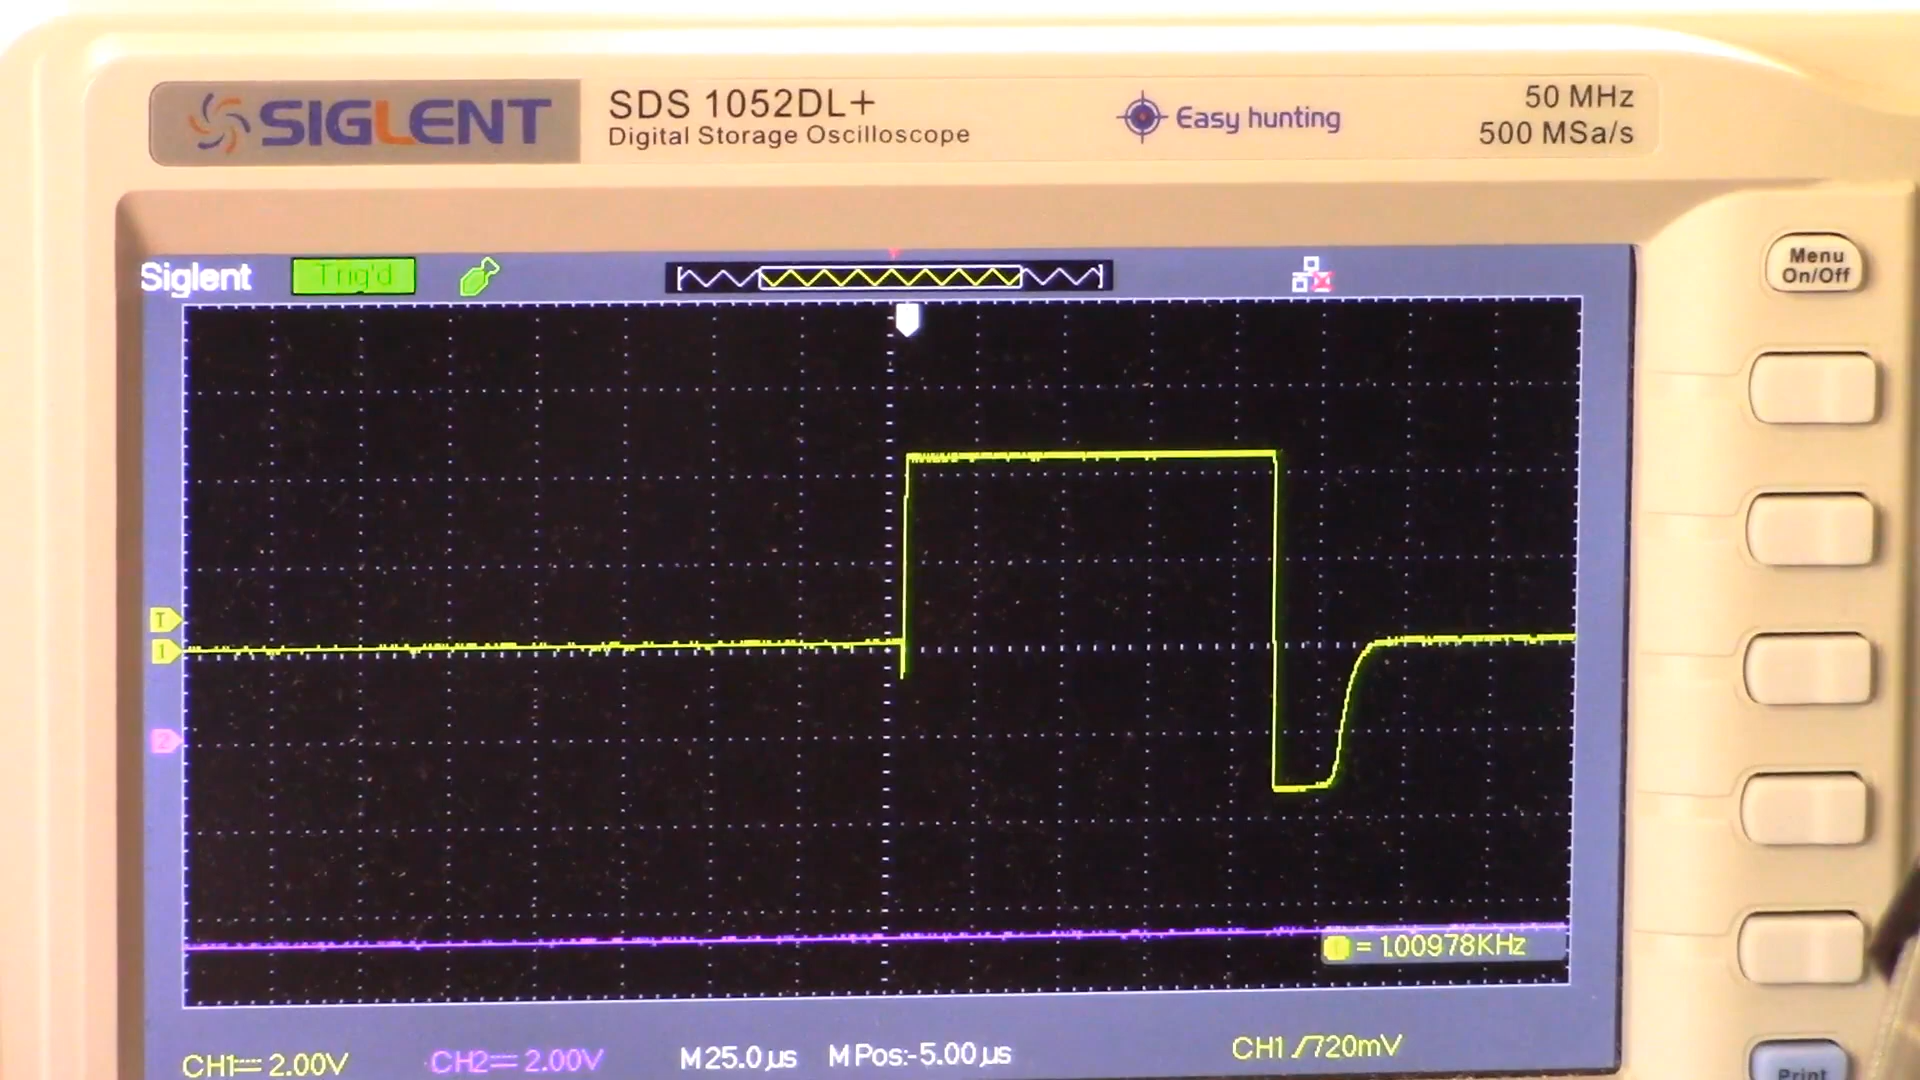 SIGLENT
SDS 1052DL+
Digital Storage Oscilloscope
Easy hunting
50 MHz
500 MSa/s
Menu
On/Off
Siglent
Trig'd
T
1
2
1 = 1.00978KHz
CH1 2.00V
CH2 2.00V
M 25.0µs
M Pos:-5.00µs
CH1 720mV
Print